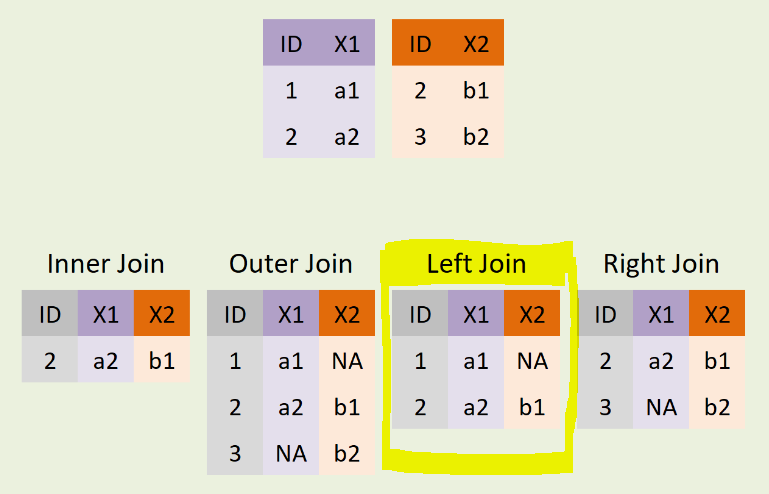 ID X1 ID X2
1 a1 2 b1
2 a2 3 b2
Inner Join Outer Join Left Join Right Join
ID X1 X2 ID X1 X2 ID X1 X2 ID X1 X2
2 a2 b1 1 a1 NA 1 a1 NA 2 a2 b1
2 a2 b1 2 a2 b1 3 NA b2
3 NA b2